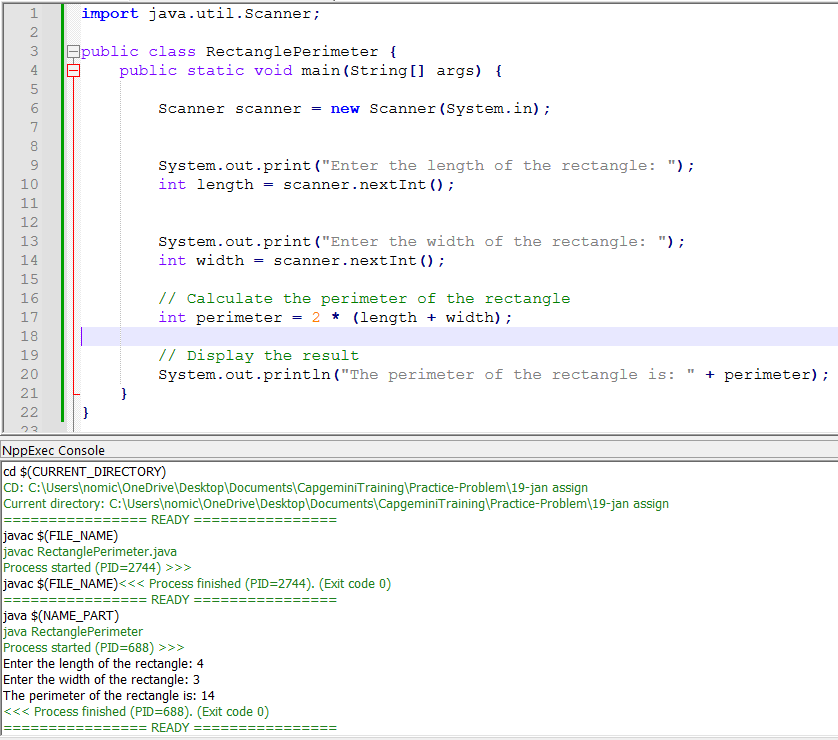 1 import java.util.Scanner;
2
3 public class RectanglePerimeter {
4 public static void main(String[] args) {
5
6 Scanner scanner = new Scanner(System.in);
7
8
9 System.out.print("Enter the length of the rectangle: ");
10 int length = scanner.nextInt();
11
12
13 System.out.print("Enter the width of the rectangle: ");
14 int width = scanner.nextInt();
15
16 // Calculate the perimeter of the rectangle
17 int perimeter = 2 * (length + width);
18
19 // Display the result
20 System.out.println("The perimeter of the rectangle is: " + perimeter);
21 }
22 }
23
NppExec Console
cd $(CURRENT_DIRECTORY)
CD: C:\Users\nomic\OneDrive\Desktop\Documents\CapgeminiTraining\Practice-Problem\19-jan assign
Current directory: C:\Users\nomic\OneDrive\Desktop\Documents\CapgeminiTraining\Practice-Problem\19-jan assign
================ READY ================
javac $(FILE_NAME)
javac RectanglePerimeter.java
Process started (PID=2744) >>>
javac $(FILE_NAME)<<< Process finished (PID=2744). (Exit code 0)
================ READY ================
java $(NAME_PART)
java RectanglePerimeter
Process started (PID=688) >>>
Enter the length of the rectangle: 4
Enter the width of the rectangle: 3
The perimeter of the rectangle is: 14
<<< Process finished (PID=688). (Exit code 0)
================ READY ================